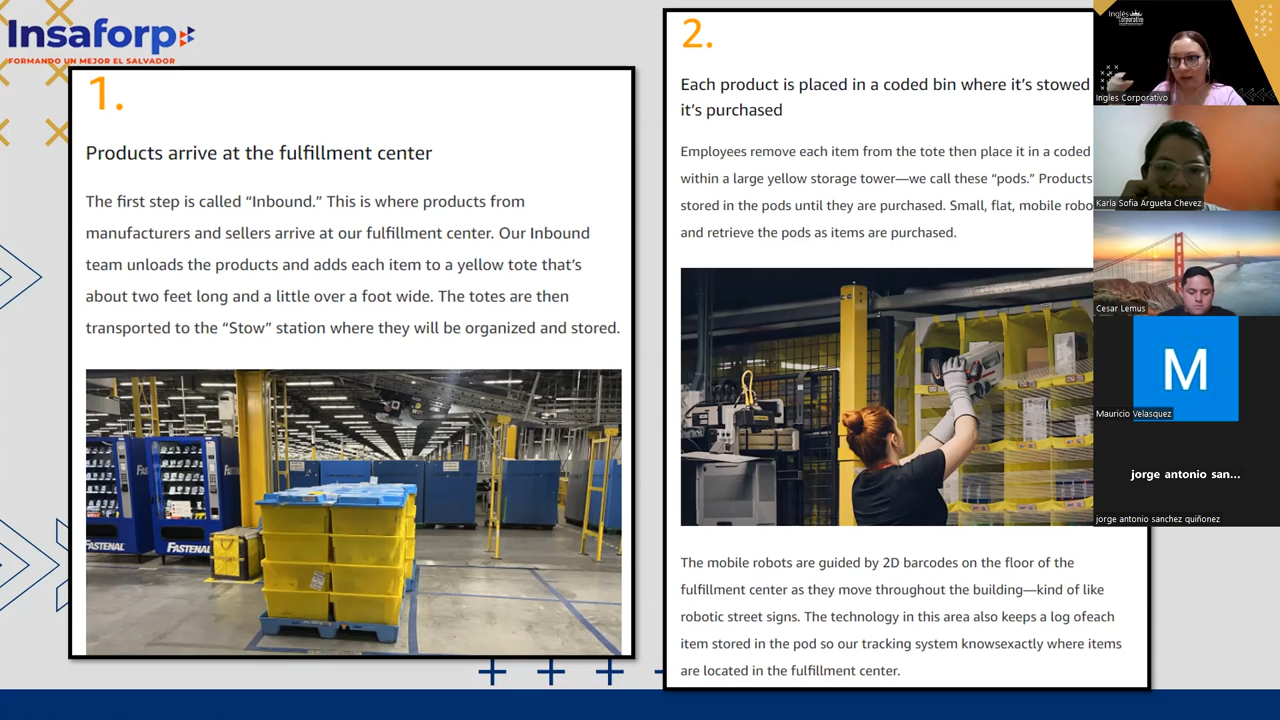 Insaforp
FORMANDO UN MEJOR EL SALVADOR
1.
Products arrive at the fulfillment center
The first step is called “Inbound.” This is where products from
manufacturers and sellers arrive at our fulfillment center. Our Inbound
team unloads the products and adds each item to a yellow tote that’s
about two feet long and a little over a foot wide. The totes are then
transported to the “Stow” station where they will be organized and stored.
FASTENAL
FASTENAL
2.
Each product is placed in a coded bin where it’s stowed
it’s purchased
Employees remove each item from the tote then place it in a coded
within a large yellow storage tower—we call these “pods.” Products
stored in the pods until they are purchased. Small, flat, mobile robo
and retrieve the pods as items are purchased.
The mobile robots are guided by 2D barcodes on the floor of the
fulfillment center as they move throughout the building—kind of like
robotic street signs. The technology in this area also keeps a log ofeach
item stored in the pod so our tracking system knowsexactly where items
are located in the fulfillment center.
Inglés
Corporativo
Ingles Corporativo
Karla Sofia Argueta Chevez
Cesar Lemus
M
Mauricio Velasquez
jorge antonio san...
jorge antonio sanchez quiñonez